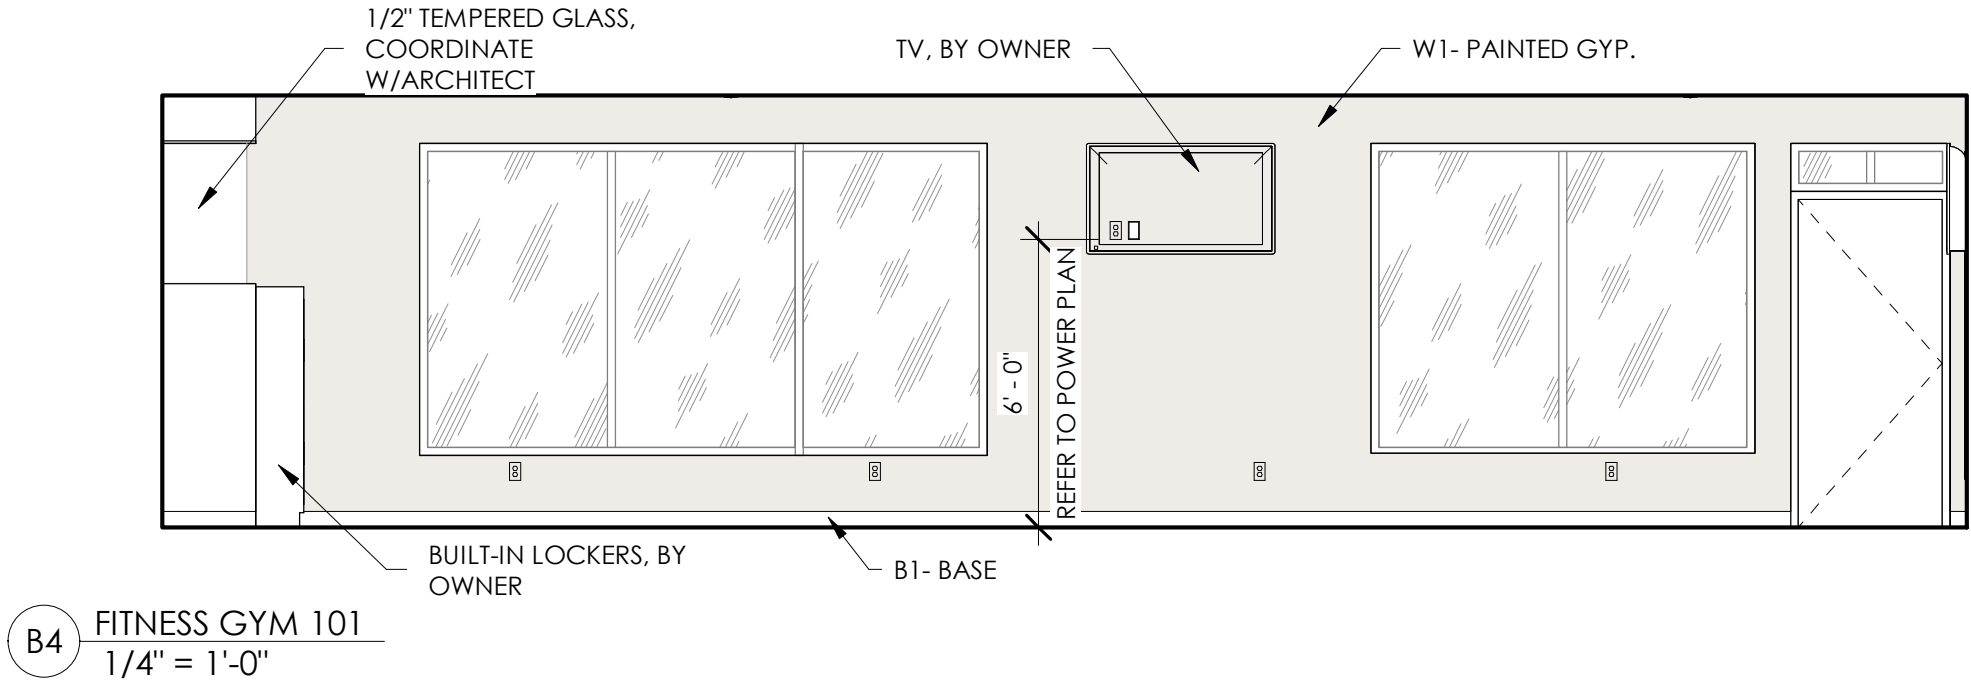 1/2" TEMPERED GLASS,
COORDINATE
W/ARCHITECT
TV, BY OWNER
W1- PAINTED GYP.
6' - 0"
REFER TO POWER PLAN
BUILT-IN LOCKERS, BY
OWNER
B1- BASE
B4
FITNESS GYM 101
1/4" = 1'-0"